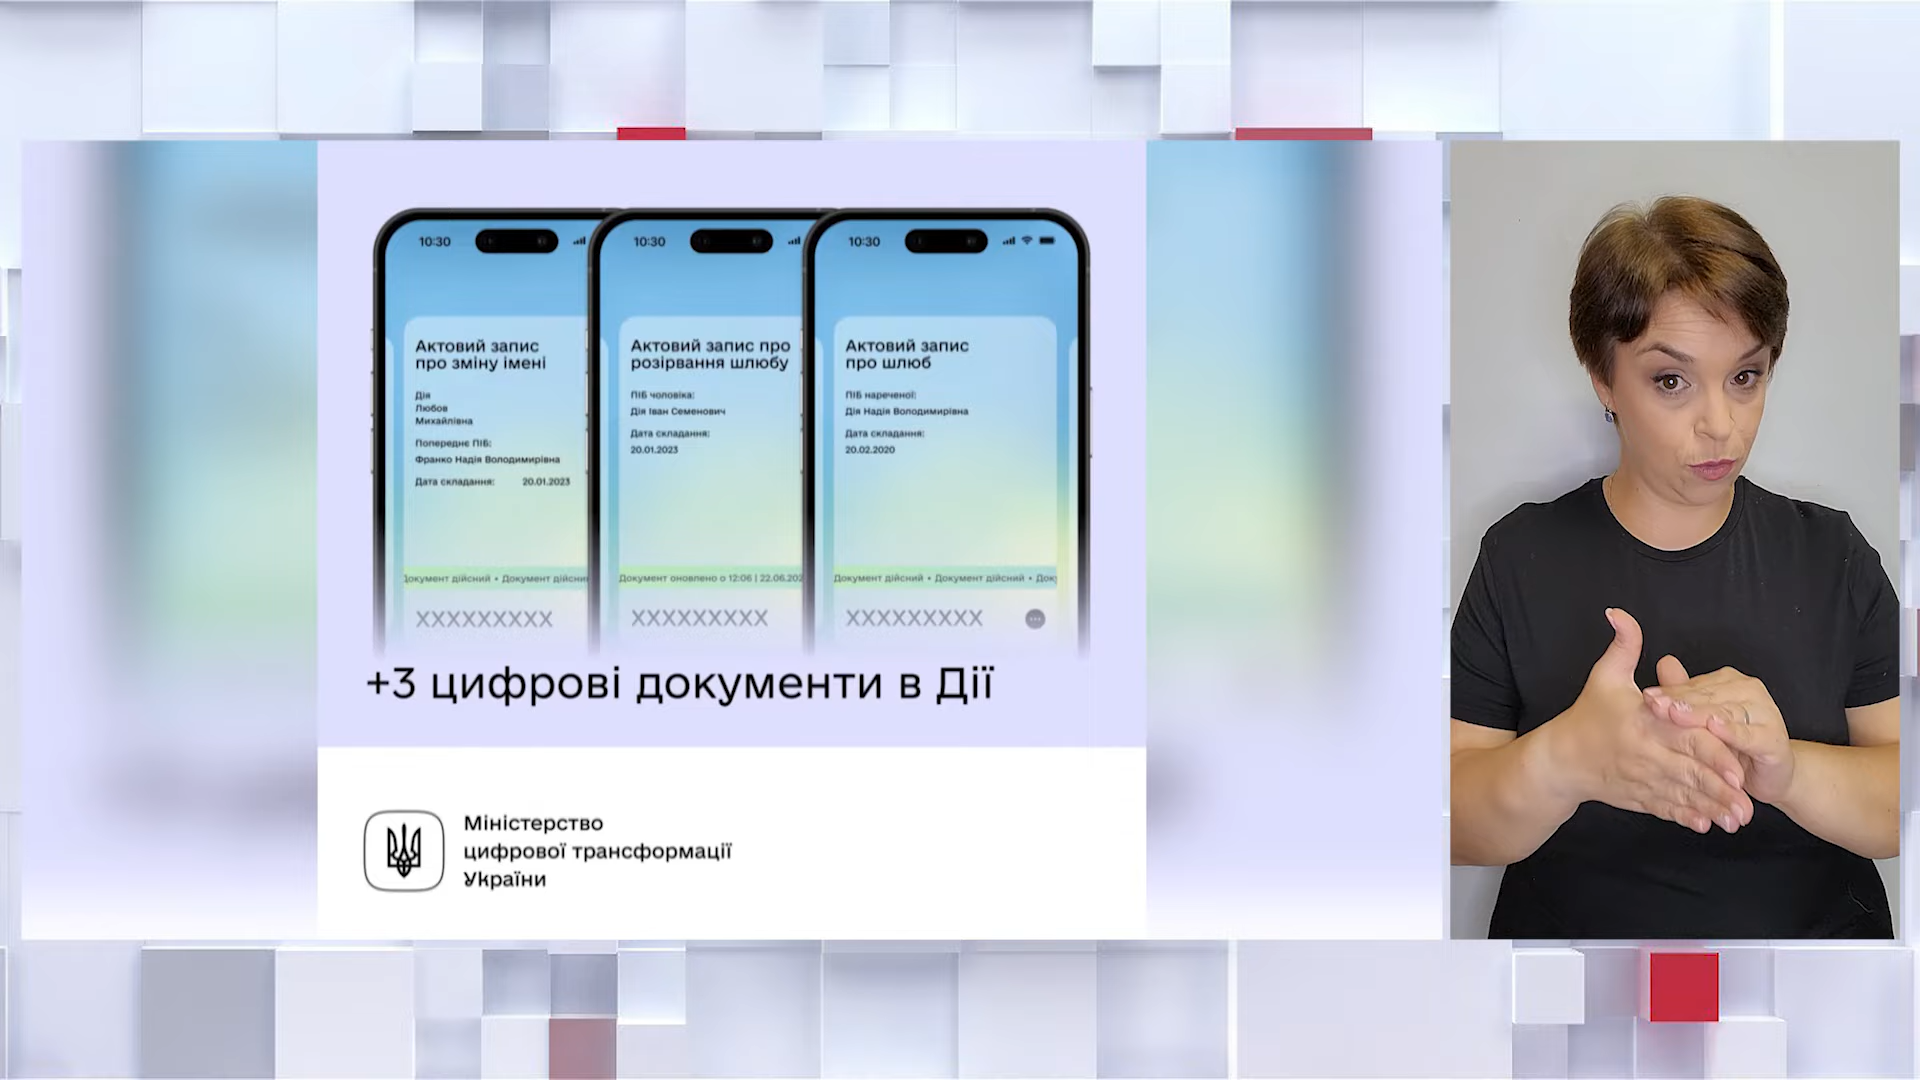 10:30
Актовий запис
про зміну імені
Дія
Любов
Михайлівна
Попереднє ПІБ:
Франко Надія Володимирівна
Дата складання: 20.01.2023
Документ дійсний • Документ дійсний
XXXXXXXXX
10:30
Актовий запис про
розірвання шлюбу
ПІБ чоловіка:
Дія Іван Семенович
Дата складання:
20.01.2023
Документ оновлено о 12:06 | 22.06.202
XXXXXXXXX
10:30
Актовий запис
про шлюб
ПІБ нареченої:
Дія Надія Володимирівна
Дата складання:
20.02.2020
Документ дійсний • Документ дійсний • Док
XXXXXXXXX
+3 цифрові документи в Дії
Міністерство
цифрової трансформації
України